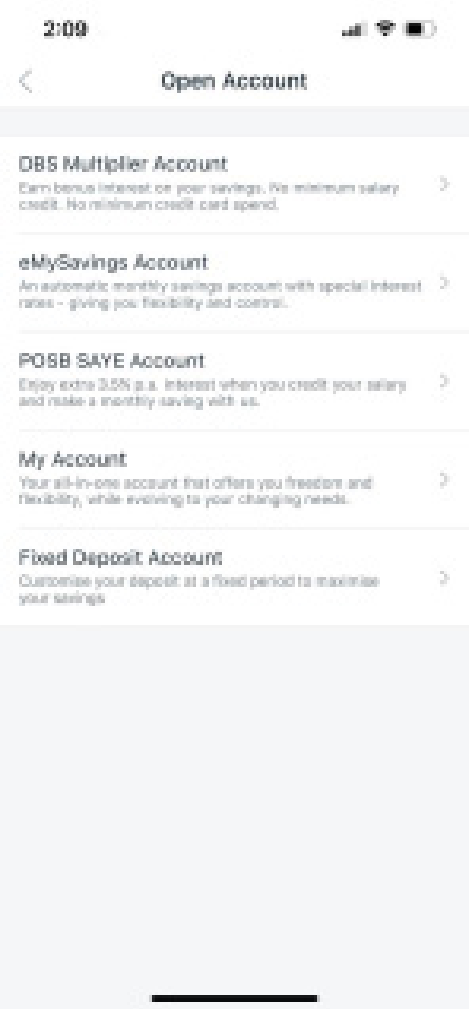 2:09
Open Account
DBS Multiplier Account
Earn bonus interest on your savings. No minimum salary
credit. No minimum credit card spend.
eMySavings Account
An automatic monthly savings account with special interest
rates - giving you flexibility and control.
POSB SAYE Account
Enjoy extra 3.5% p.a. interest when you credit your salary
and make a monthly saving with us.
My Account
Your all-in-one account that offers you freedom and
flexibility, while evolving to your changing needs.
Fixed Deposit Account
Customise your deposit at a fixed period to maximise
your savings